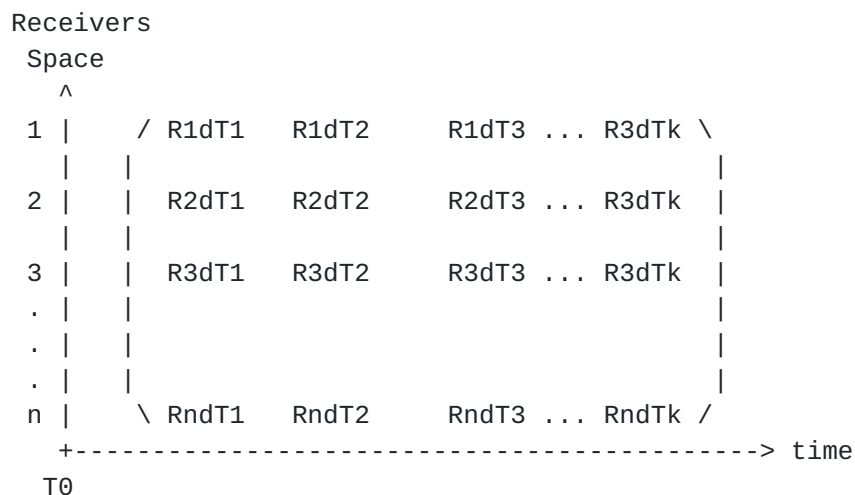 Receivers
Space
^
1 | / R1dT1 R1dT2 R1dT3 ... R3dTk \
| | |
2 | | R2dT1 R2dT2 R2dT3 ... R3dTk |
| | |
3 | | R3dT1 R3dT2 R3dT3 ... R3dTk |
. | | |
. | | |
. | | |
n | \ RndT1 RndT2 RndT3 ... RndTk /
+--------------------------------------------> time
T0